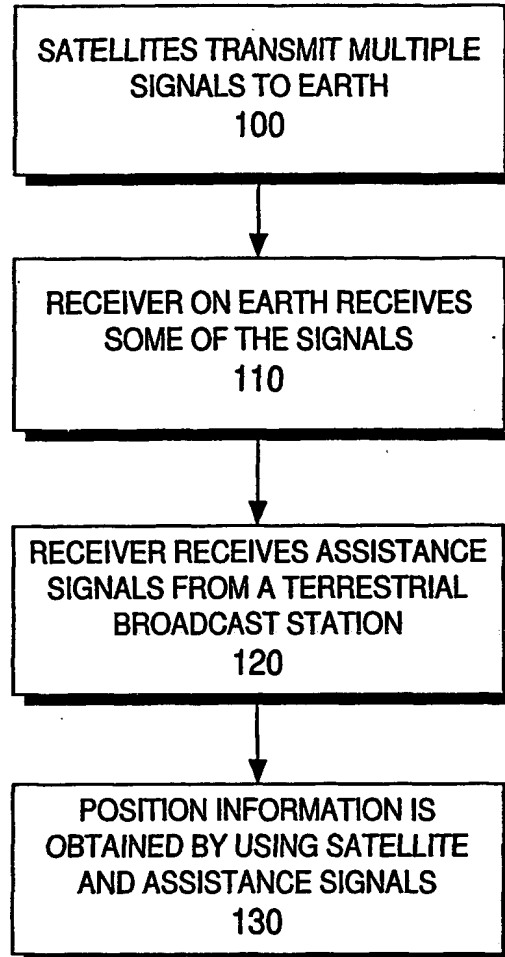 SATELLITES TRANSMIT MULTIPLE
SIGNALS TO EARTH
100
RECEIVER ON EARTH RECEIVES
SOME OF THE SIGNALS
110
RECEIVER RECEIVES ASSISTANCE
SIGNALS FROM A TERRESTRIAL
BROADCAST STATION
120
POSITION INFORMATION IS
OBTAINED BY USING SATELLITE
AND ASSISTANCE SIGNALS
130